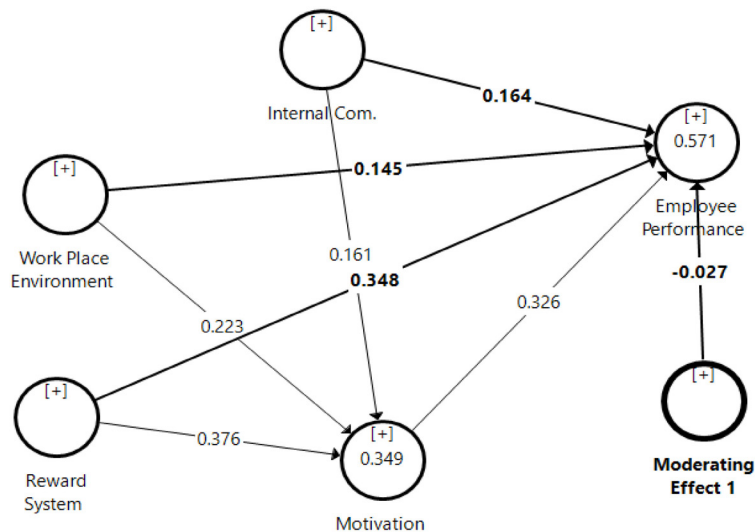 [+]
Internal Com.
0.164
[+]
0.571
Employee
Performance
[+]
Work Place
Environment
0.145
0.161
0.348
0.223
0.326
-0.027
[+]
Reward
System
0.376
[+]
0.349
Motivation
[+]
Moderating
Effect 1